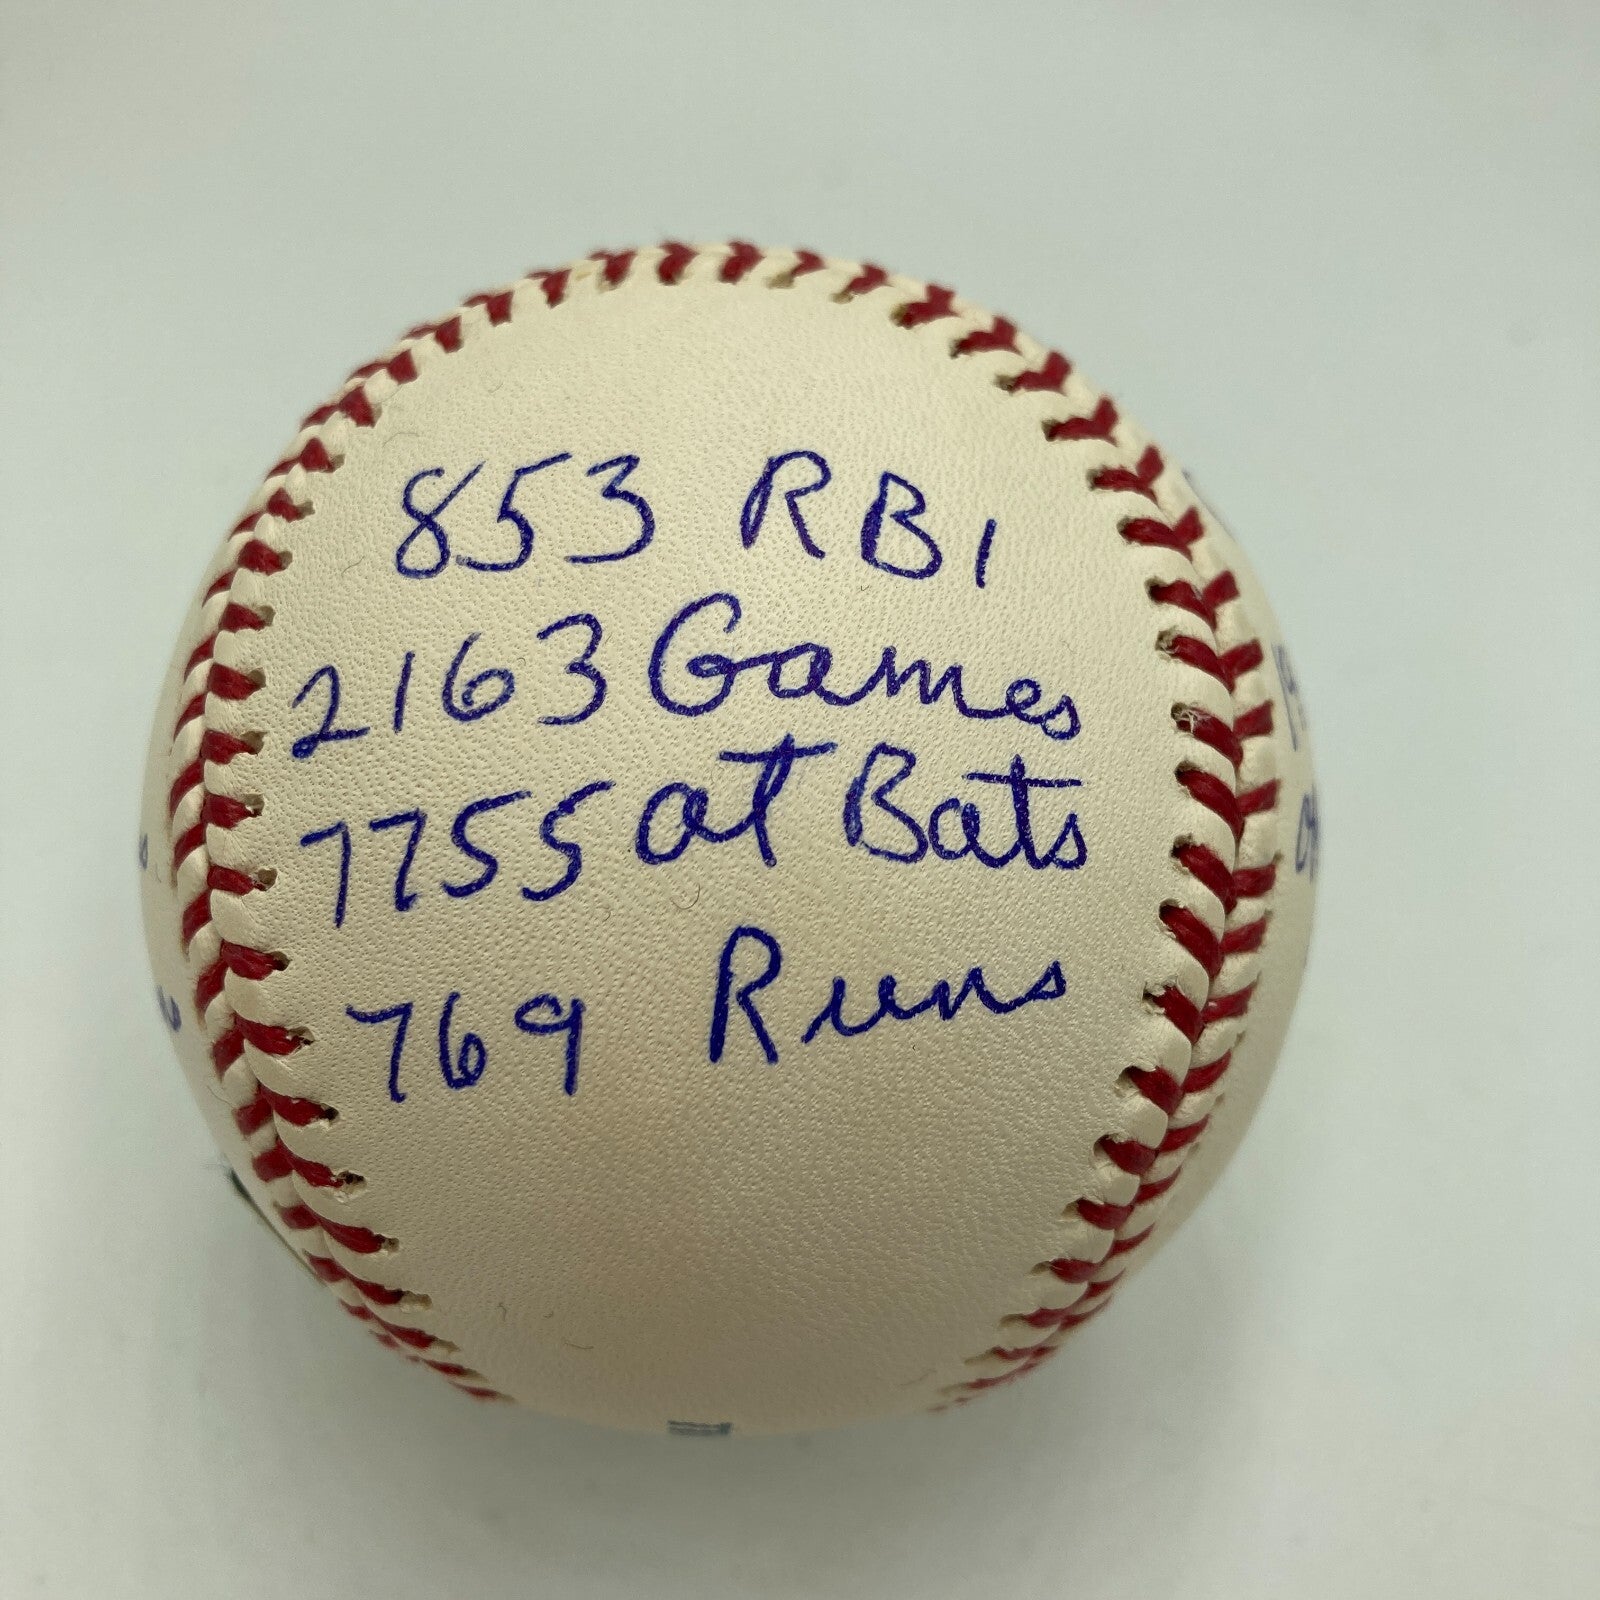 853 RBI
2163 Games
7755 at Bats
769 Runs